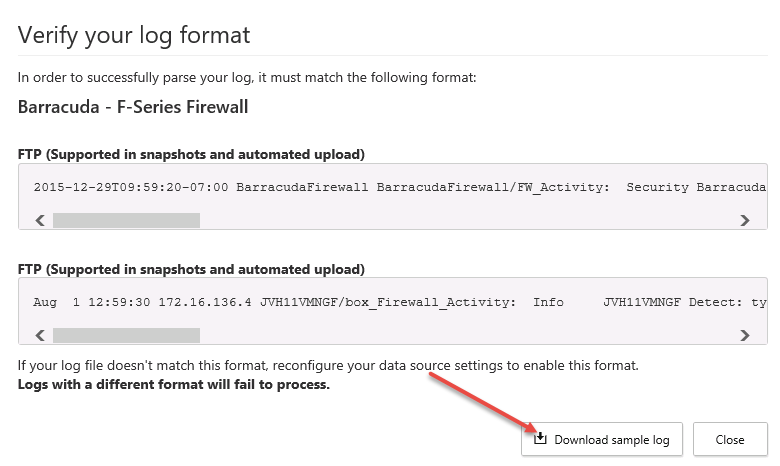 Verify your log format
In order to successfully parse your log, it must match the following format:
Barracuda - F-Series Firewall
FTP (Supported in snapshots and automated upload)
2015-12-29T09:59:20-07:00 BarracudaFirewall BarracudaFirewall/FW_Activity:  Security Barracuda
FTP (Supported in snapshots and automated upload)
Aug  1 12:59:30 172.16.136.4 JVH11VMNGF/box_Firewall_Activity:  Info     JVH11VMNGF Detect: ty
If your log file doesn't match this format, reconfigure your data source settings to enable this format.
Logs with a different format will fail to process.
Download sample log
Close